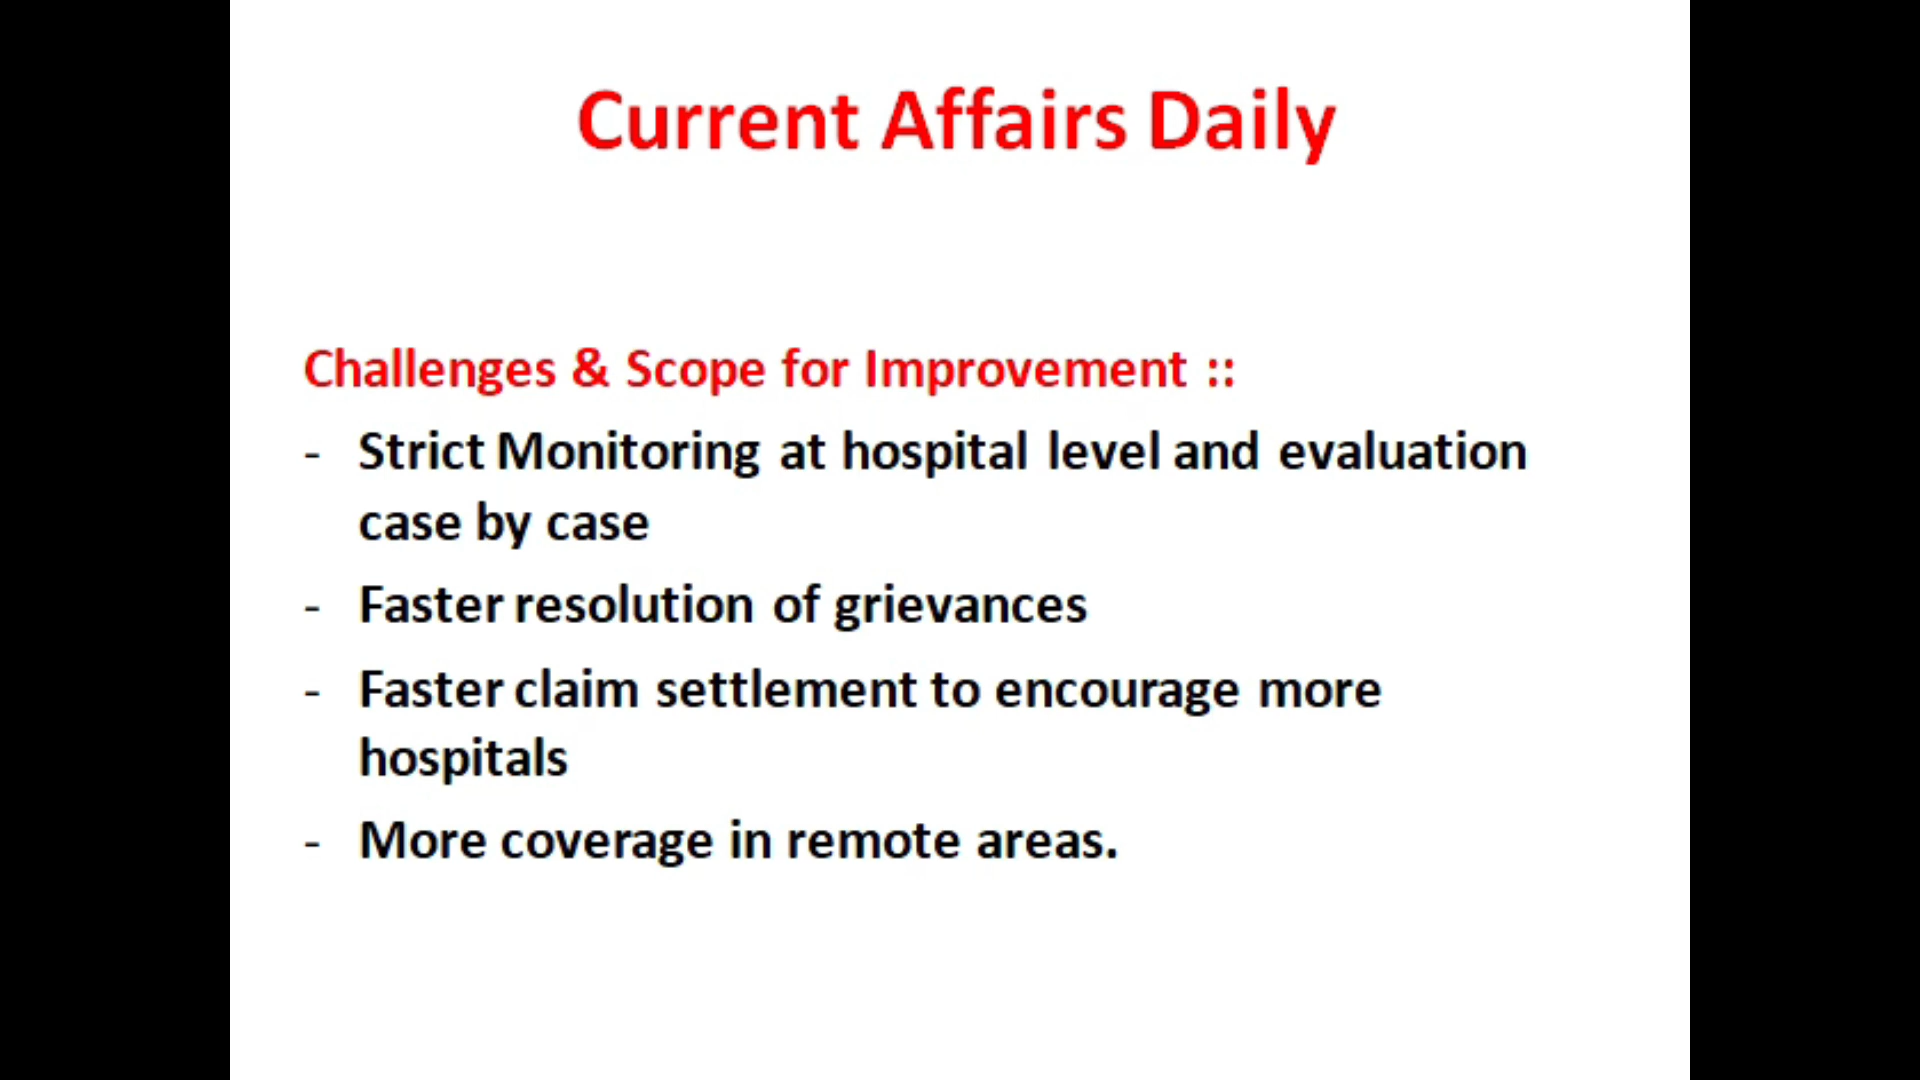 Current Affairs Daily
Challenges & Scope for Improvement ::
- Strict Monitoring at hospital level and evaluation
case by case
- Faster resolution of grievances
- Faster claim settlement to encourage more
hospitals
- More coverage in remote areas.